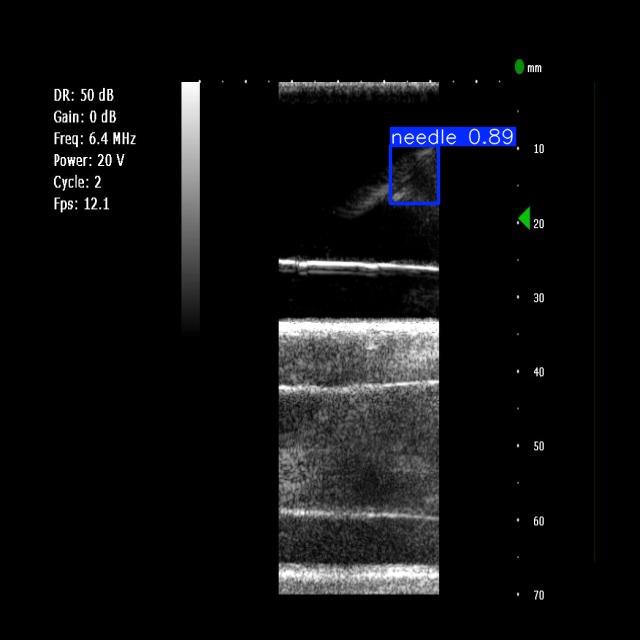 mm
DR: 50 dB
Gain: 0 dB
Freq: 6.4 MHz
Power: 20 V
Cycle: 2
Fps: 12.1
needle 0.89
10
20
30
40
50
60
70